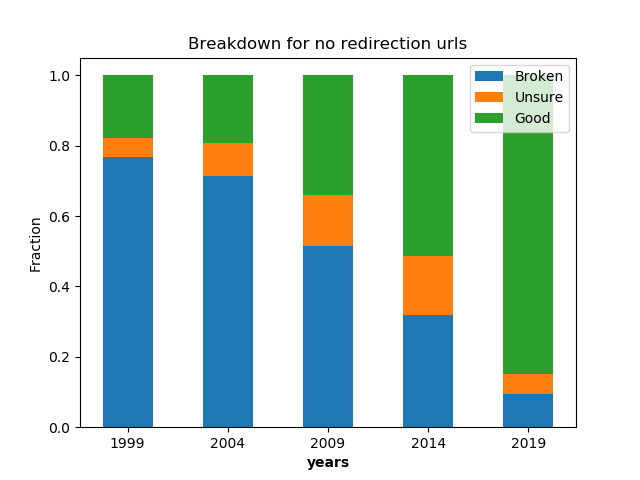 Breakdown for no redirection urls
Broken
Unsure
Good
1.0
0.8
0.6
0.4
0.2
0.0
Fraction
1999 2004 2009 2014 2019
years